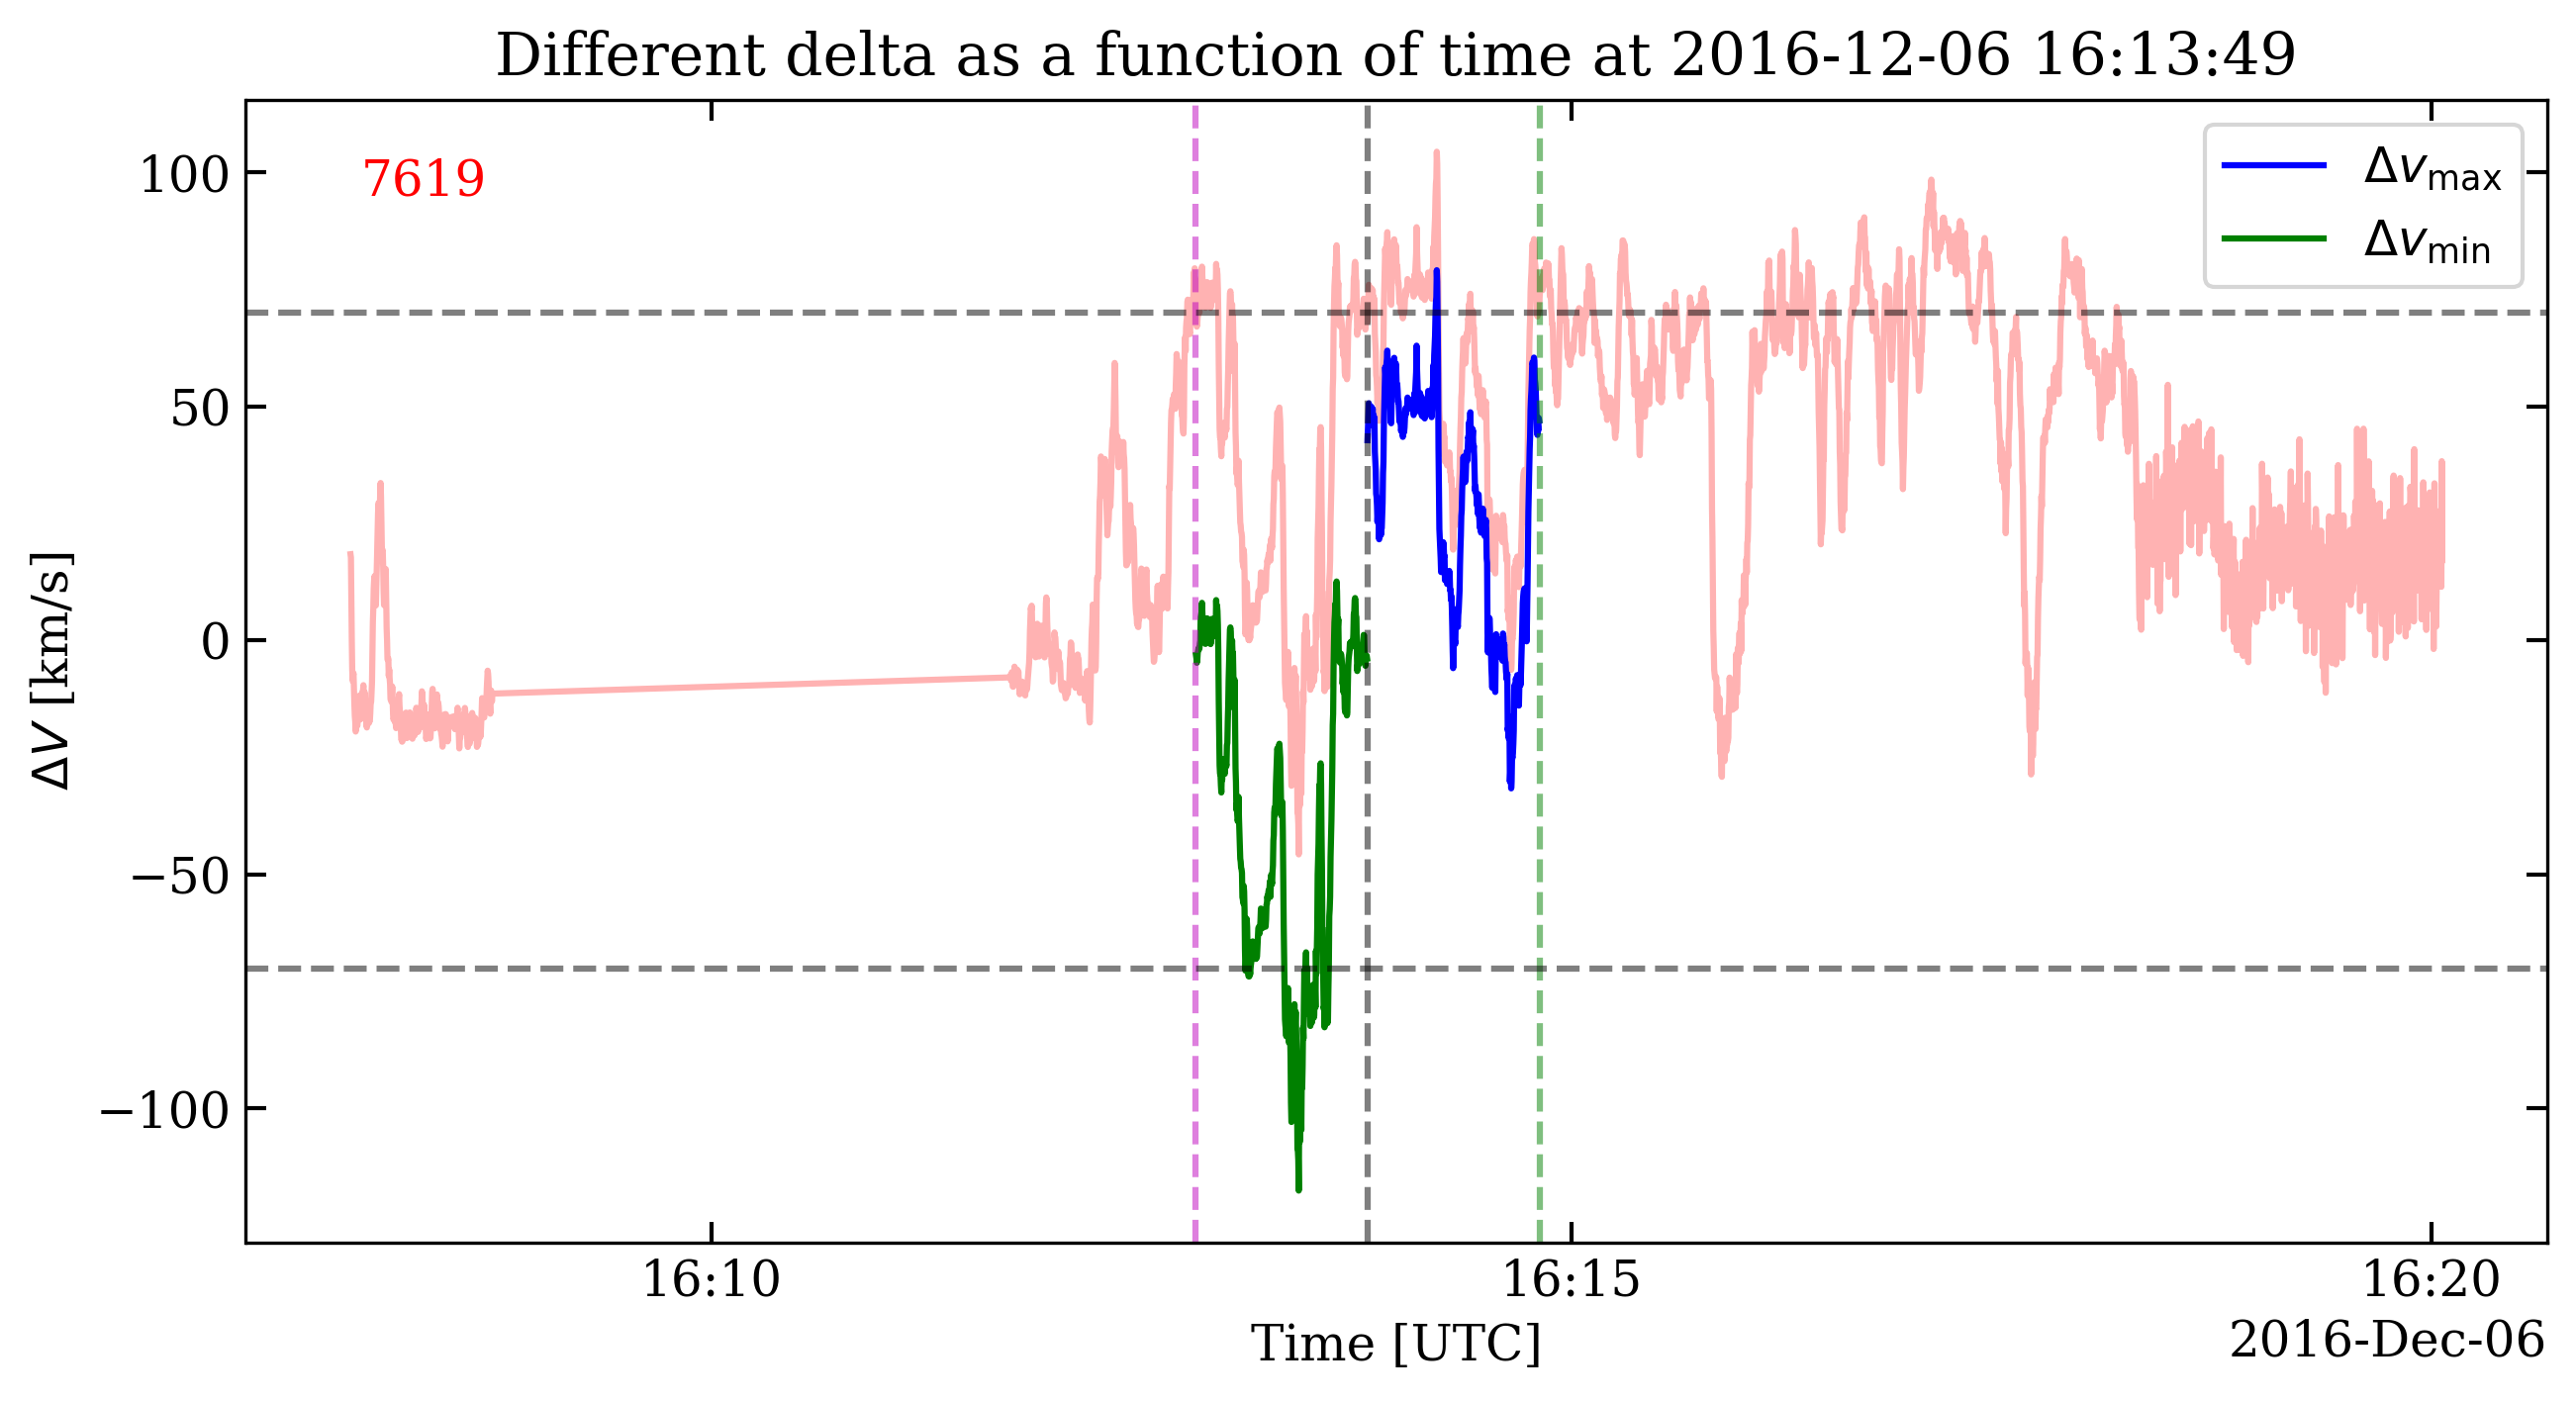 Different delta as a function of time at 2016-12-06 16:13:49
7619
Δv_max
Δv_min
100
50
0
−50
−100
ΔV [km/s]
16:10 16:15 16:20
Time [UTC]
2016-Dec-06